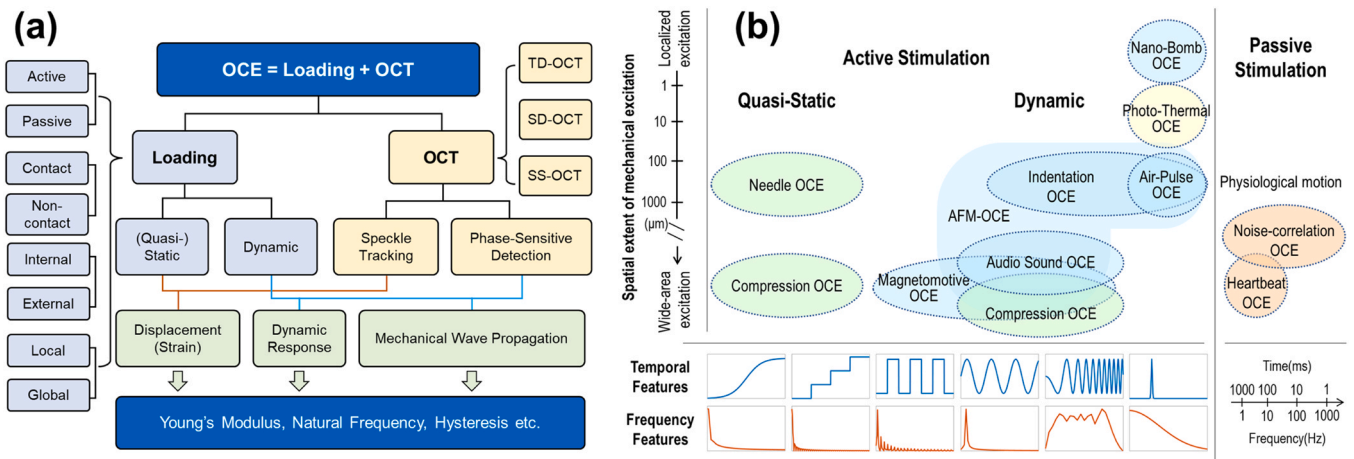 (a)
OCE = Loading + OCT
Active
Passive
Contact
Non-
contact
Internal
External
Local
Global
Loading
OCT
TD-OCT
SD-OCT
SS-OCT
(Quasi-)
Static
Dynamic
Speckle
Tracking
Phase-Sensitive
Detection
Displacement
(Strain)
Dynamic
Response
Mechanical Wave Propagation
Young's Modulus, Natural Frequency, Hysteresis etc.
(b)
Spatial extent of mechanical excitation
Localized
excitation
1
10
100
1000
(μm)
Wide-area
excitation
Active Stimulation
Quasi-Static
Dynamic
Passive
Stimulation
Nano-Bomb
OCE
Photo-Thermal
OCE
Needle OCE
Indentation
OCE
Air-Pulse
OCE
AFM-OCE
Audio Sound OCE
Compression OCE
Magnetomotive
OCE
Compression OCE
Physiological motion
Noise-correlation
OCE
Heartbeat
OCE
Temporal
Features
Frequency
Features
Time(ms)
1000 100 10 1
1 10 100 1000
Frequency(Hz)